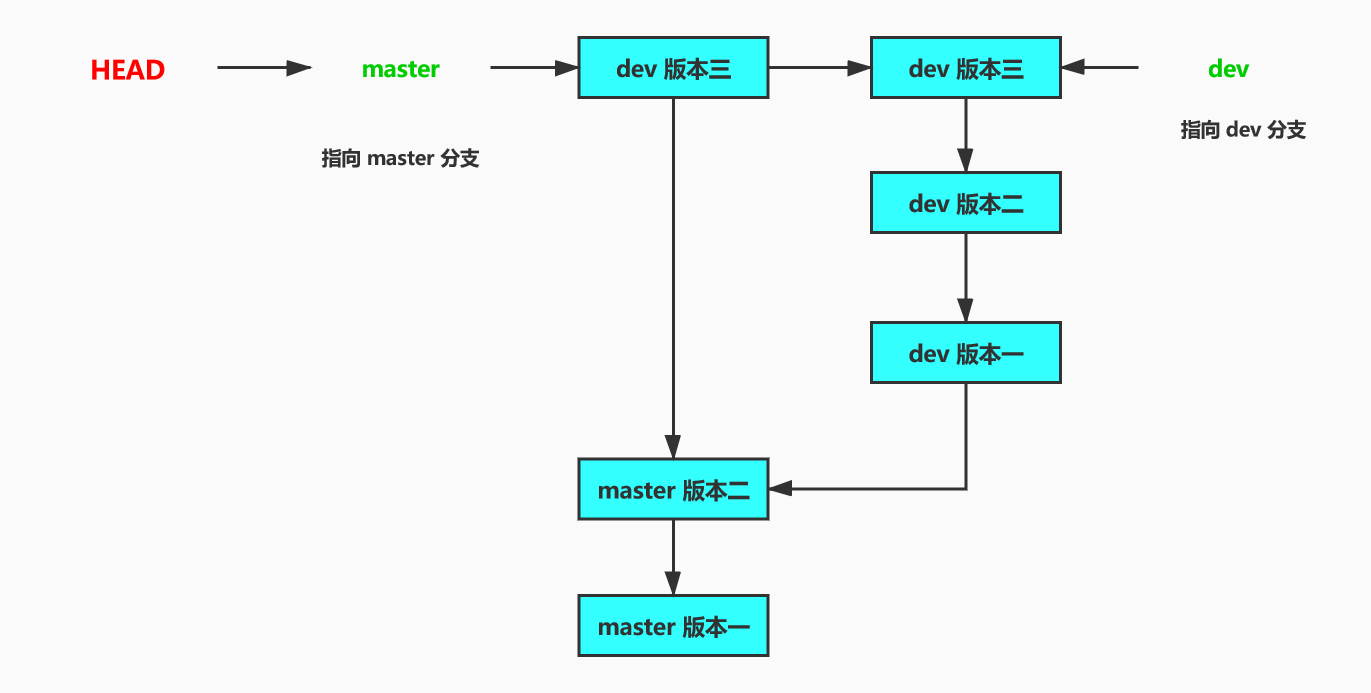 HEAD
master
dev 版本三
dev 版本三
dev
指向 master 分支
指向 dev 分支
dev 版本二
dev 版本一
master 版本二
master 版本一